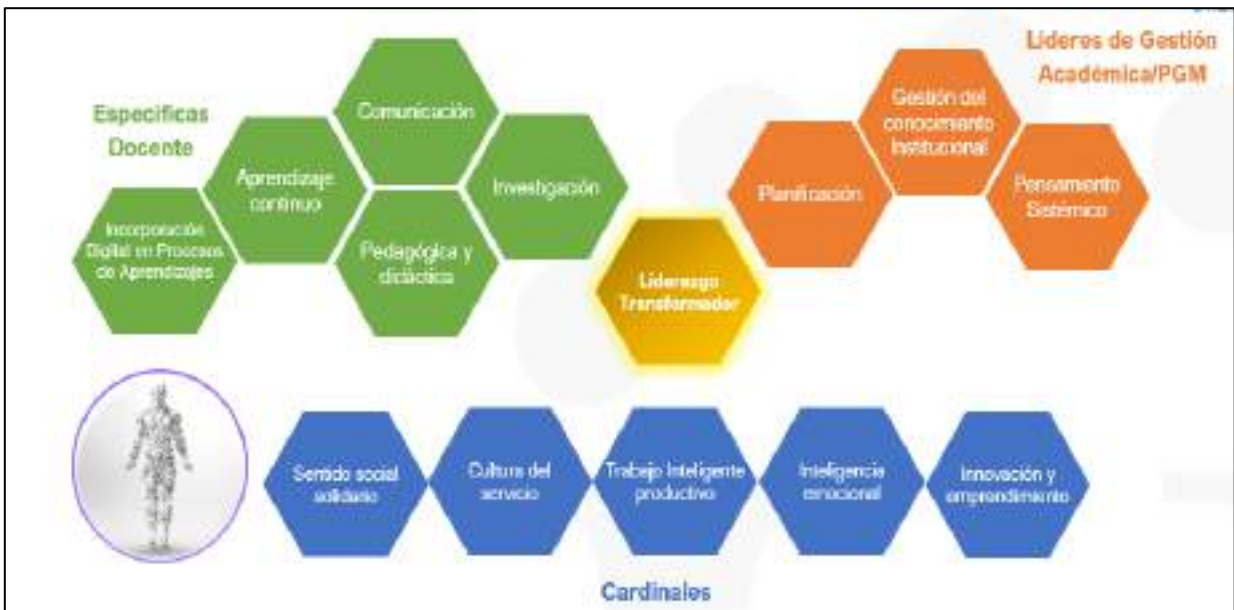 Específicas
Docente
Incorporación
Digital en Procesos
de Aprendizajes
Aprendizaje
continuo
Comunicación
Pedagógica y
didáctica
Investigación
Liderazgo
Transformador
Líderes de Gestión
Académica/PGM
Planificación
Gestión del
conocimiento
Institucional
Pensamiento
Sistémico
Sentido social
solidario
Cultura del
servicio
Trabajo Inteligente
productivo
Inteligencia
emocional
Innovación y
emprendimiento
Cardinales